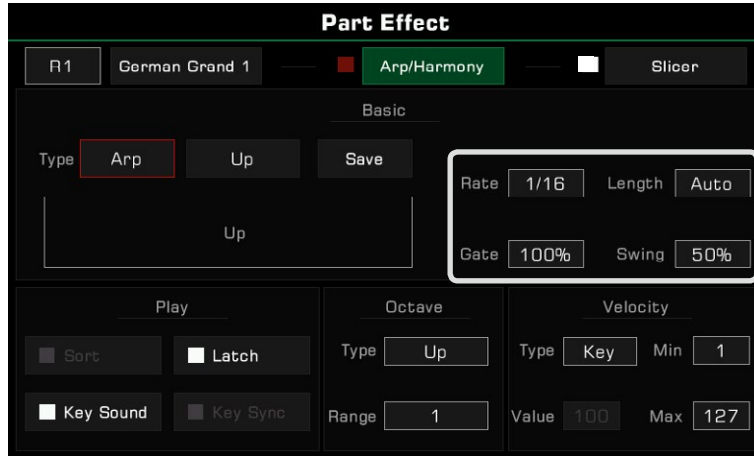 Part Effect
R1 German Grand 1 Arp/Harmony Slicer
Basic
Type Arp Up Save
Rate 1/16 Length Auto
Up
Gate 100% Swing 50%
Play Octave Velocity
Sort Latch Type Up Type Key Min 1
Key Sound Key Sync Range 1 Value 100 Max 127